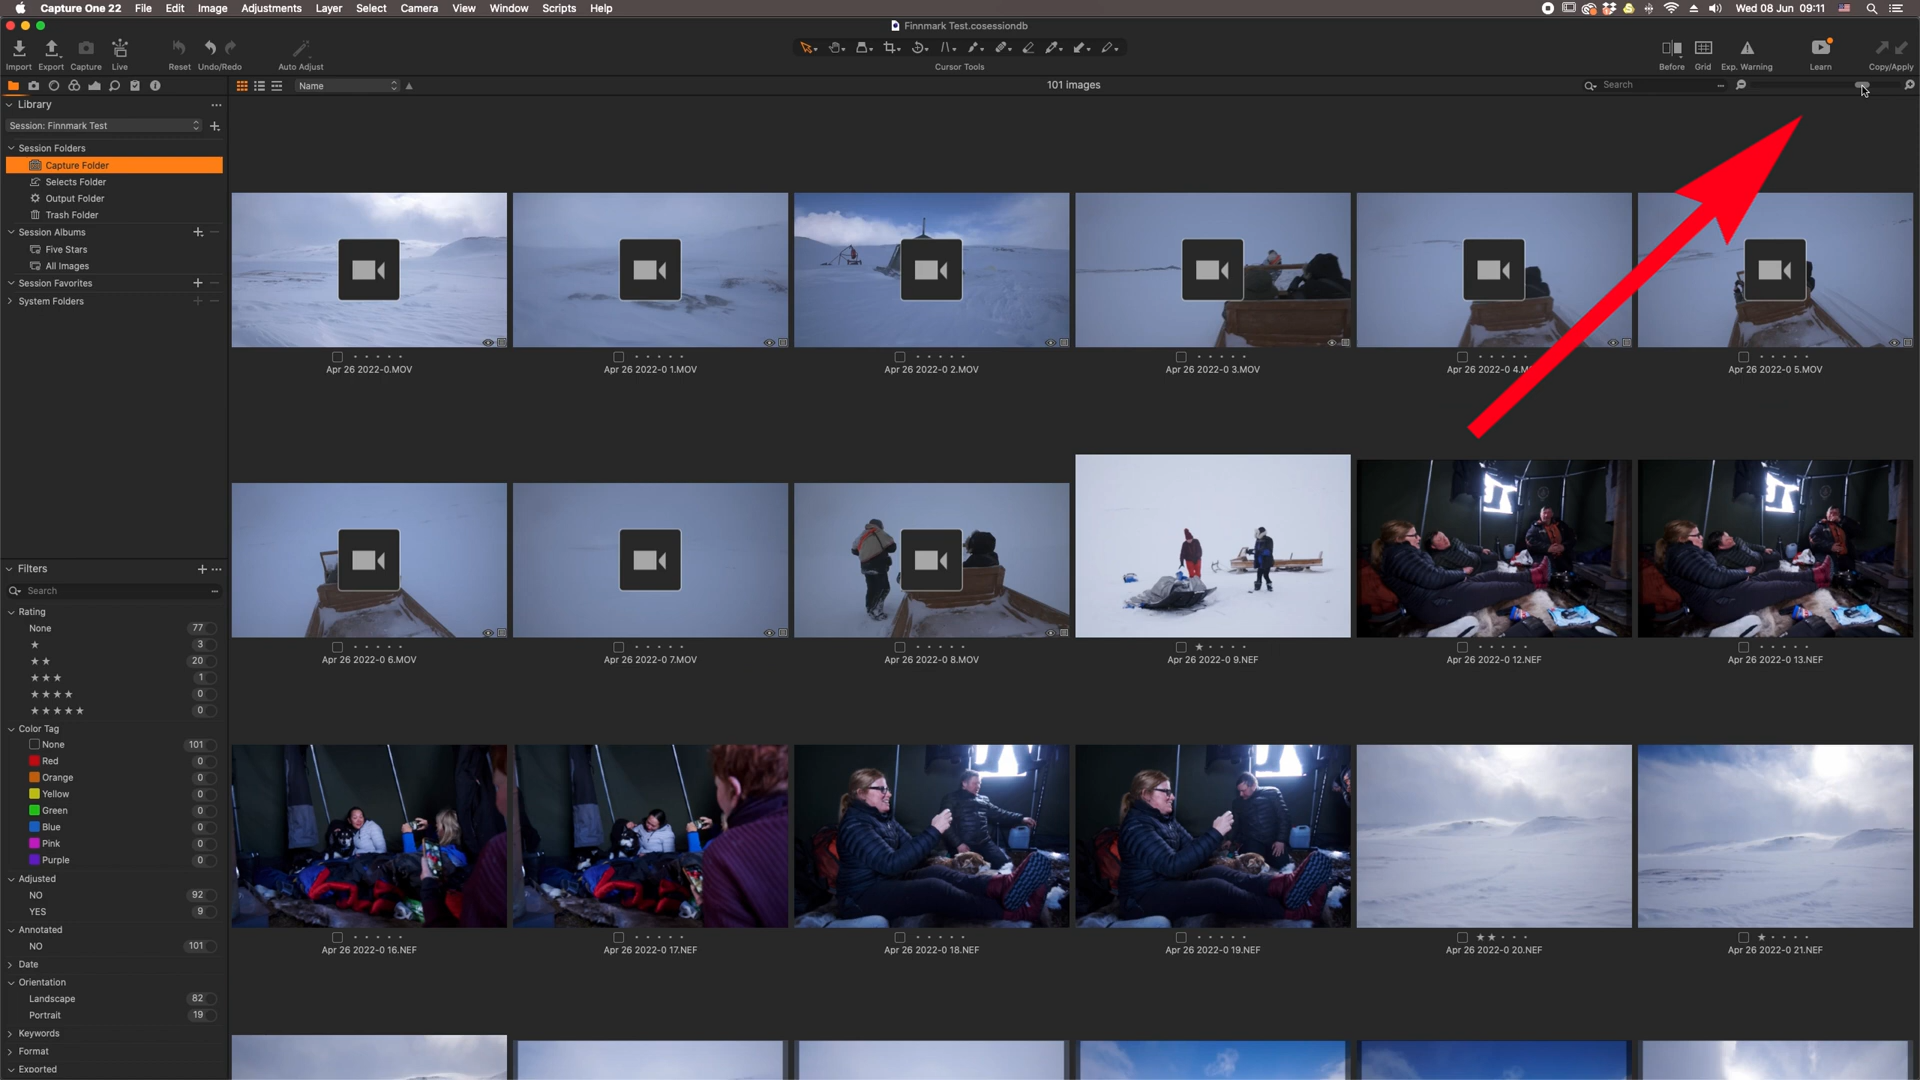 Capture One 22 File Edit Image Adjustments Layer Select Camera View Window Scripts Help Wed 08 Jun 09:11
Finnmark Test.cosessiondb
Import Export Capture Live Reset Undo/Redo Auto Adjust Cursor Tools Before Grid Exp. Warning Learn Copy/Apply
Name 101 images Search
Library
Session: Finnmark Test
Session Folders
Capture Folder
Selects Folder
Output Folder
Trash Folder
Session Albums
Five Stars
All Images
Session Favorites
System Folders
Apr 26 2022-0.MOV Apr 26 2022-0 1.MOV Apr 26 2022-0 2.MOV Apr 26 2022-0 3.MOV Apr 26 2022-0 4.M Apr 26 2022-0 5.MOV
Apr 26 2022-0 6.MOV Apr 26 2022-0 7.MOV Apr 26 2022-0 8.MOV Apr 26 2022-0 9.NEF Apr 26 2022-0 12.NEF Apr 26 2022-0 13.NEF
Apr 26 2022-0 16.NEF Apr 26 2022-0 17.NEF Apr 26 2022-0 18.NEF Apr 26 2022-0 19.NEF Apr 26 2022-0 20.NEF Apr 26 2022-0 21.NEF
Filters
Search
Rating
None 77
★ 3
★★ 20
★★★ 1
★★★★ 0
★★★★★ 0
Color Tag
None 101
Red 0
Orange 0
Yellow 0
Green 0
Blue 0
Pink 0
Purple 0
Adjusted
NO 92
YES 9
Annotated
NO 101
Date
Orientation
Landscape 82
Portrait 19
Keywords
Format
Exported